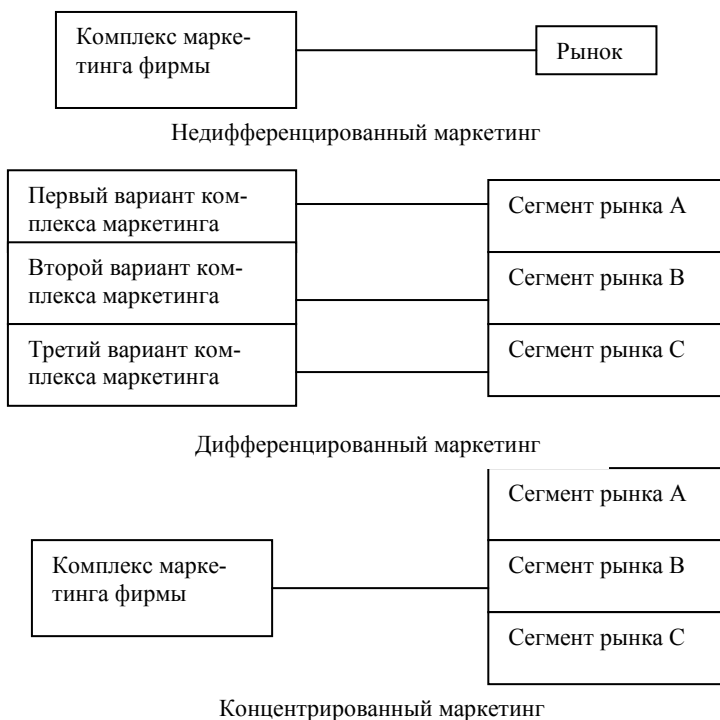 Комплекс марке-
тинга фирмы
Рынок
Недифференцированный маркетинг
Первый вариант ком-
плекса маркетинга
Сегмент рынка А
Второй вариант ком-
плекса маркетинга
Сегмент рынка В
Третий вариант ком-
плекса маркетинга
Сегмент рынка С
Дифференцированный маркетинг
Сегмент рынка А
Комплекс марке-
тинга фирмы
Сегмент рынка В
Сегмент рынка С
Концентрированный маркетинг